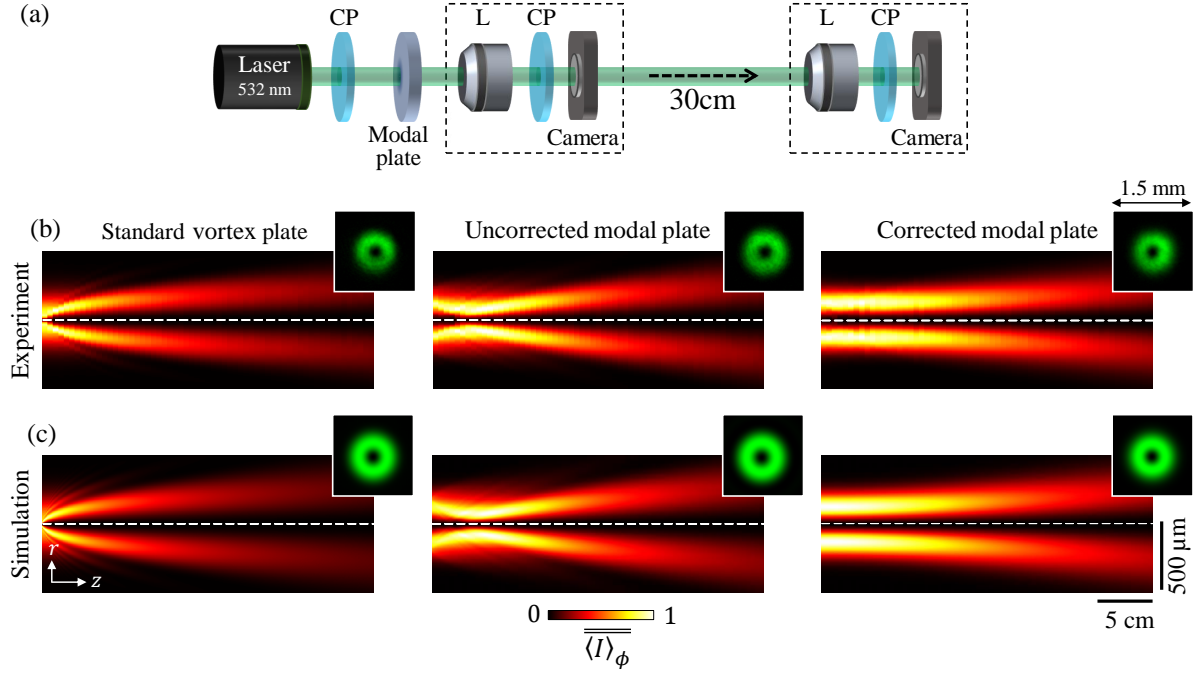 (a)
CP
L
CP
L
CP
Laser
532 nm
30cm
Modal
plate
Camera
Camera
1.5 mm
(b)
Standard vortex plate
Uncorrected modal plate
Corrected modal plate
Experiment
(c)
Simulation
r
z
500 μm
5 cm
0
1
⟨I⟩ϕ